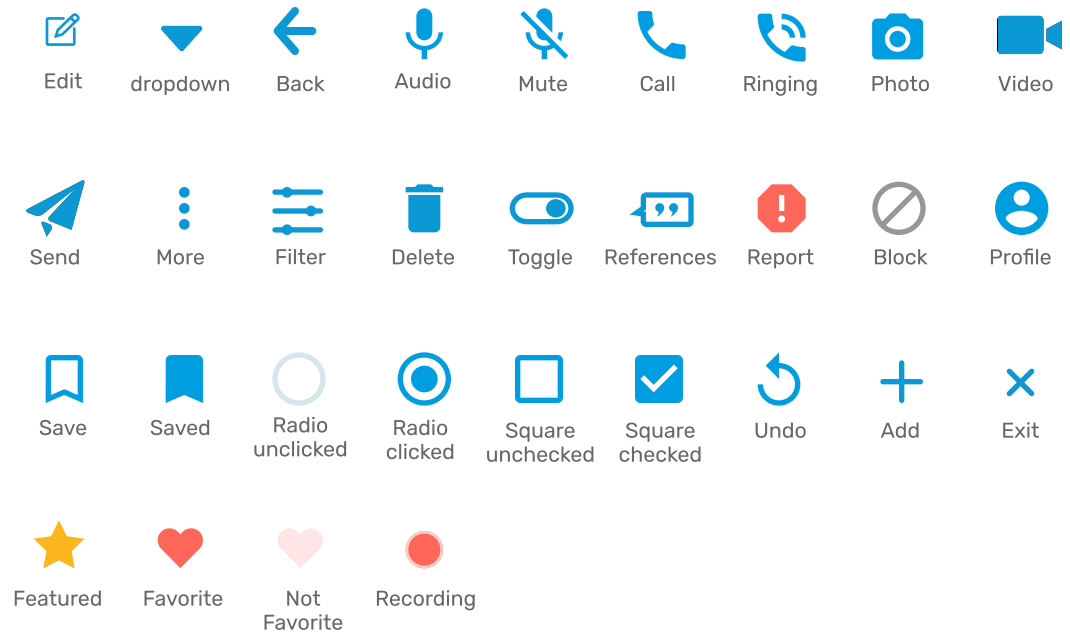 Edit
dropdown
Back
Audio
Mute
Call
Ringing
Photo
Video
Send
More
Filter
Delete
Toggle
References
Report
Block
Profile
Save
Saved
Radio
unclicked
Radio
clicked
Square
unchecked
Square
checked
Undo
Add
Exit
Featured
Favorite
Not
Favorite
Recording